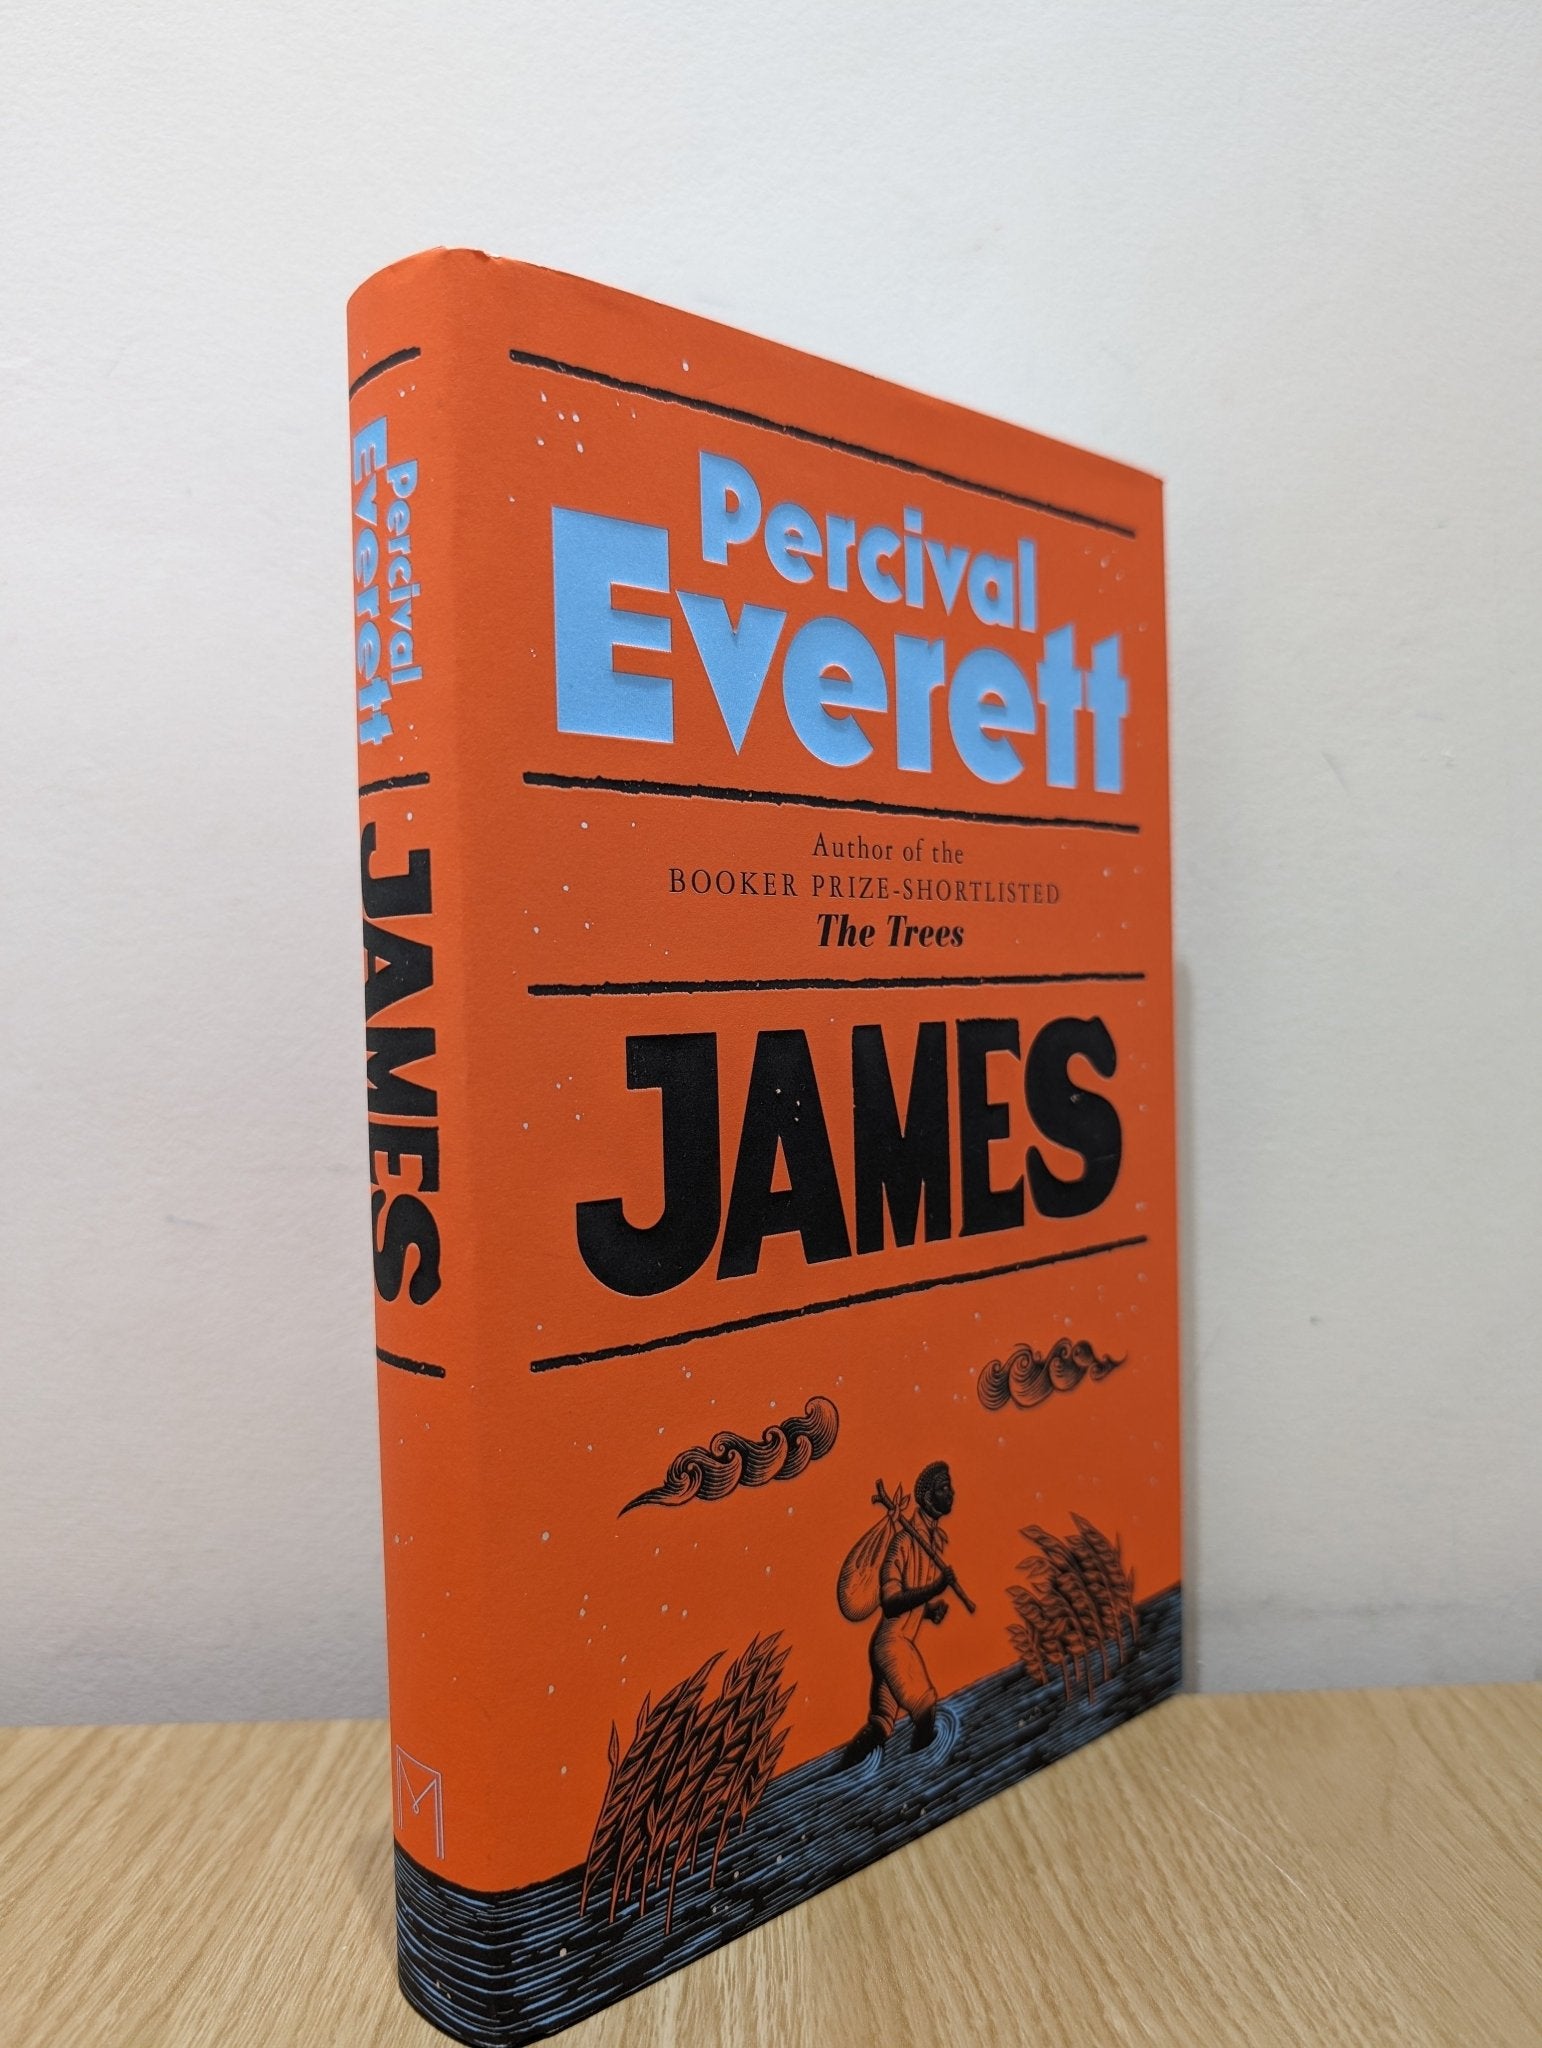 Percival
Everett
JAMES
Percival
Everett
Author of the
BOOKER PRIZE-SHORTLISTED
The Trees
JAMES